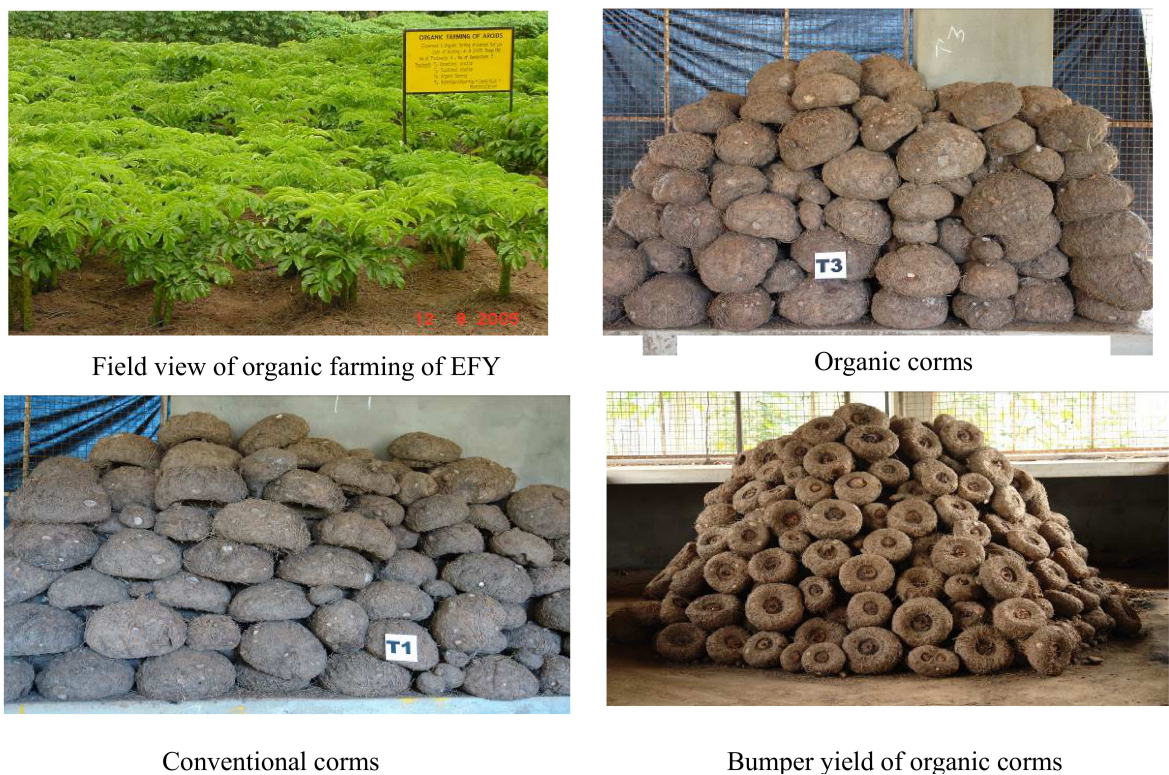 ORGANIC FARMING OF AROIDS
T3
12 9 2005
Field view of organic farming of EFY
T3
Organic corms
T1
Conventional corms
Bumper yield of organic corms